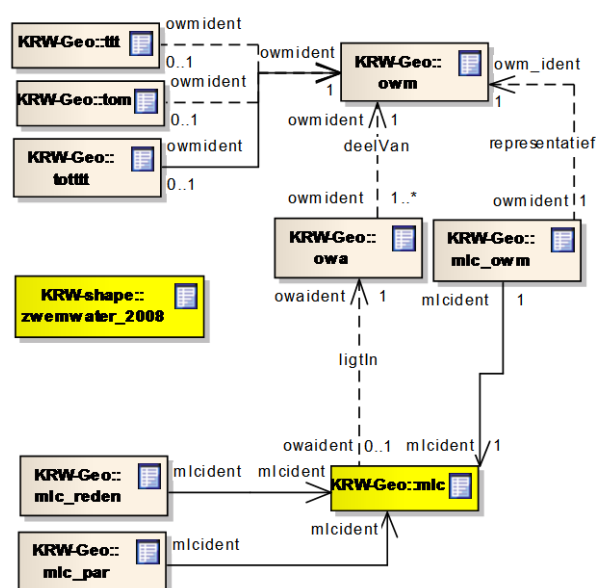 owmident
KRW-Geo::ttt
0..1
owmident
KRW-Geo::tom
0..1
owmident
KRW-Geo::
totttt
0..1
owmident
1
KRW-Geo::
owm
owm_ident
1
representatief
owmident 1
owmident 1
deelVan
owmident 1..*
KRW-Geo::
owa
KRW-Geo::
mlc_owm
owaident 1
mlcident 1
KRW-shape::
zwemwater_2008
ligtIn
owaident 0..1
mlcident 1
KRW-Geo::
mlc_reden
mlcident
mlcident
KRW-Geo::mlc
mlcident
KRW-Geo::
mlc_par
mlcident